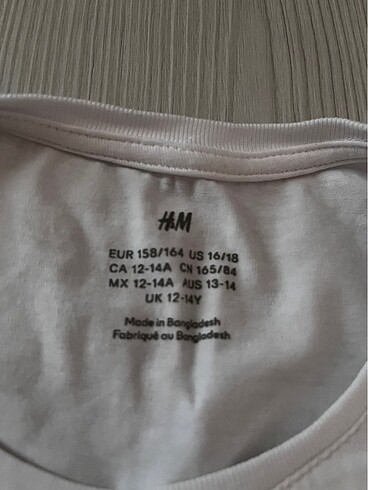 H&M
EUR 158/164 US 16/18
CA 12-14A CN 165/84
MX 12-14A AUS 13-14
UK 12-14Y
Made in Bangladesh
Fabriqué au Bangladesh